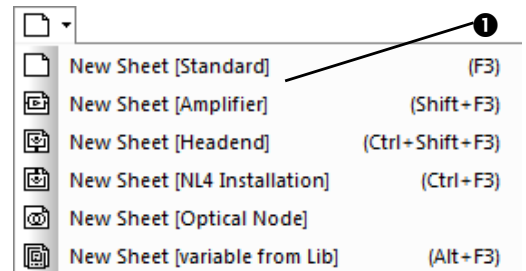 1
New Sheet [Standard] (F3)
New Sheet [Amplifier] (Shift+F3)
New Sheet [Headend] (Ctrl+Shift+F3)
New Sheet [NL4 Installation] (Ctrl+F3)
New Sheet [Optical Node]
New Sheet [variable from Lib] (Alt+F3)